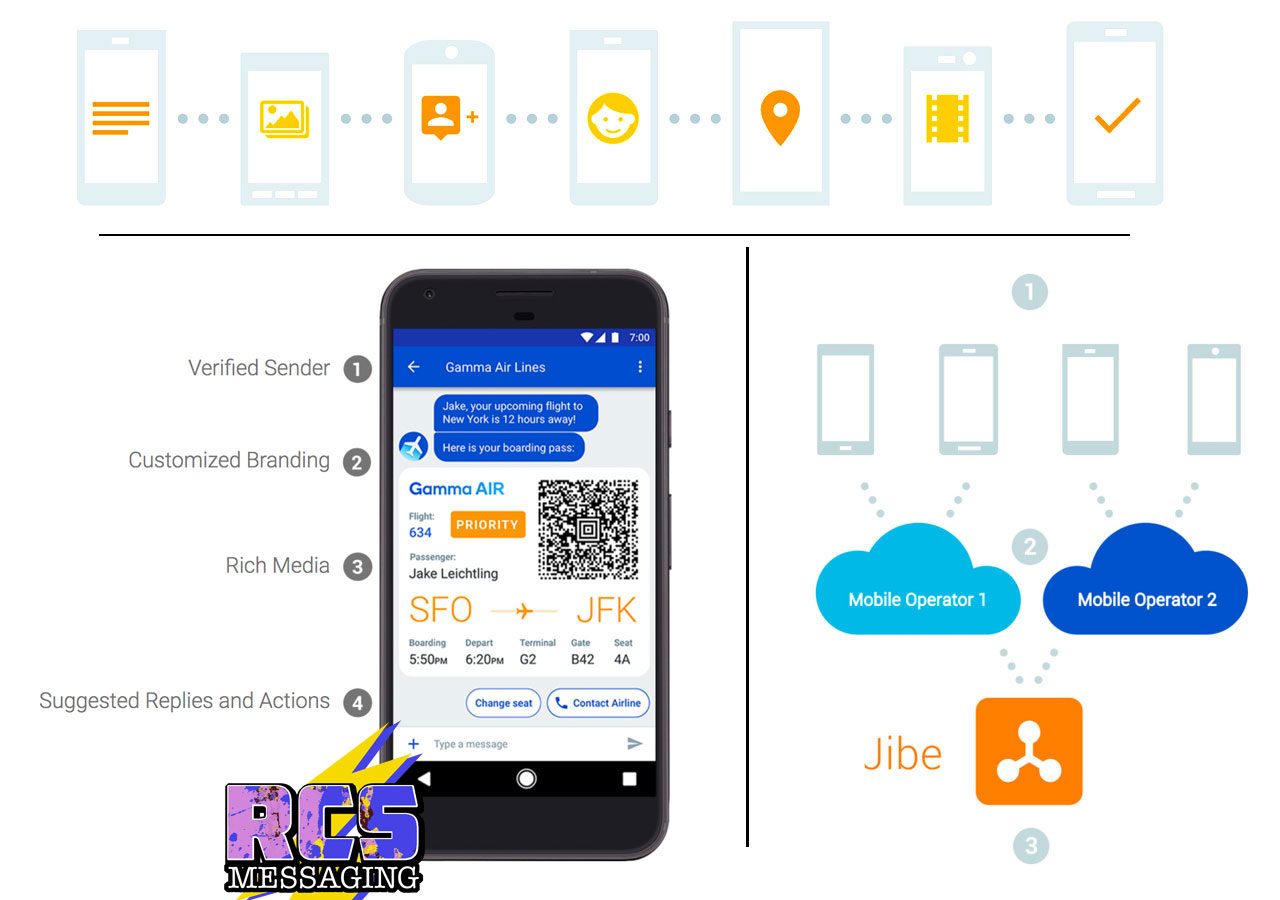 Verified Sender 1
Customized Branding 2
Rich Media 3
Suggested Replies and Actions 4
7:00
Gamma Air Lines
Jake, your upcoming flight to
New York is 12 hours away!
Here is your boarding pass:
Gamma AIR
Flight:
634
PRIORITY
Passenger:
Jake Leichtling
SFO JFK
Boarding Depart Terminal Gate Seat
5:50PM 6:20PM G2 B42 4A
Change seat Contact Airline
Type a message
RCS
MESSAGING
1
2
Mobile Operator 1 Mobile Operator 2
Jibe
3